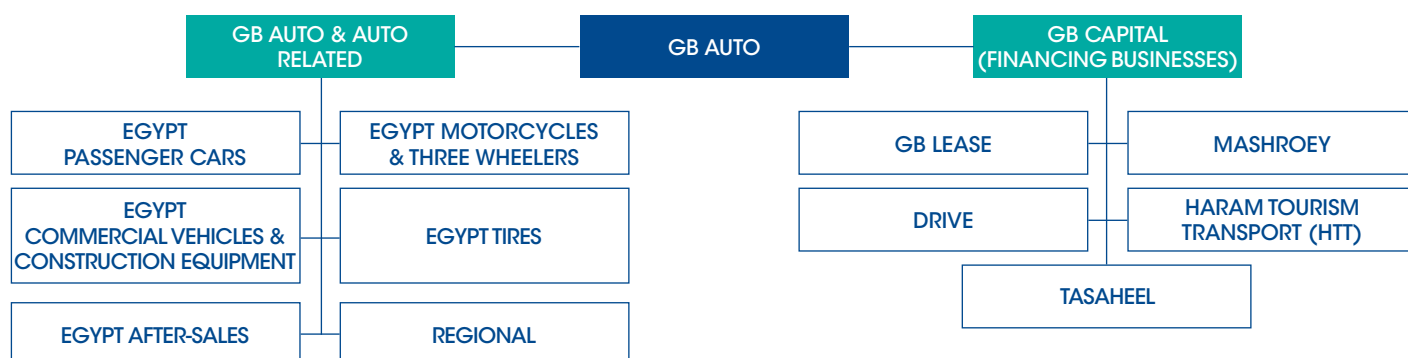 GB AUTO & AUTO
RELATED
GB AUTO
GB CAPITAL
(FINANCING BUSINESSES)
EGYPT
PASSENGER CARS
EGYPT MOTORCYCLES
& THREE WHEELERS
EGYPT
COMMERCIAL VEHICLES &
CONSTRUCTION EQUIPMENT
EGYPT TIRES
EGYPT AFTER-SALES
REGIONAL
GB LEASE
MASHROEY
DRIVE
HARAM TOURISM
TRANSPORT (HTT)
TASAHEEL